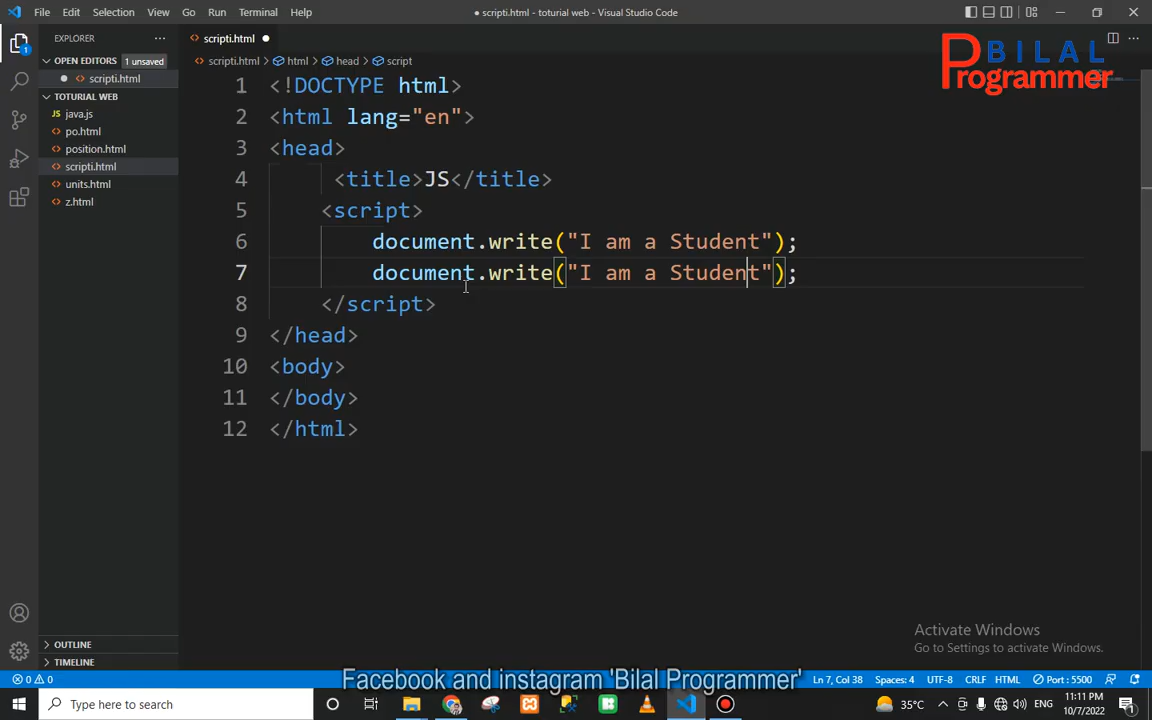 File Edit Selection View Go Run Terminal Help
● scripti.html - toturial web - Visual Studio Code
EXPLORER
OPEN EDITORS 1 unsaved
scripti.html
TOTURIAL WEB
JS java.js
po.html
position.html
scripti.html
units.html
z.html
OUTLINE
TIMELINE
scripti.html
scripti.html > html > head > script
1 <!DOCTYPE html>
2 <html lang="en">
3 <head>
4 <title>JS</title>
5 <script>
6 document.write("I am a Student");
7 document.write("I am a Student");
8 </script>
9 </head>
10 <body>
11 </body>
12 </html>
BILAL
Programmer
Activate Windows
Go to Settings to activate Windows.
0 0
Ln 7, Col 38 Spaces: 4 UTF-8 CRLF HTML Port : 5500
Facebook and instagram 'Bilal Programmer'
Type here to search
35°C
ENG
11:11 PM
10/7/2022